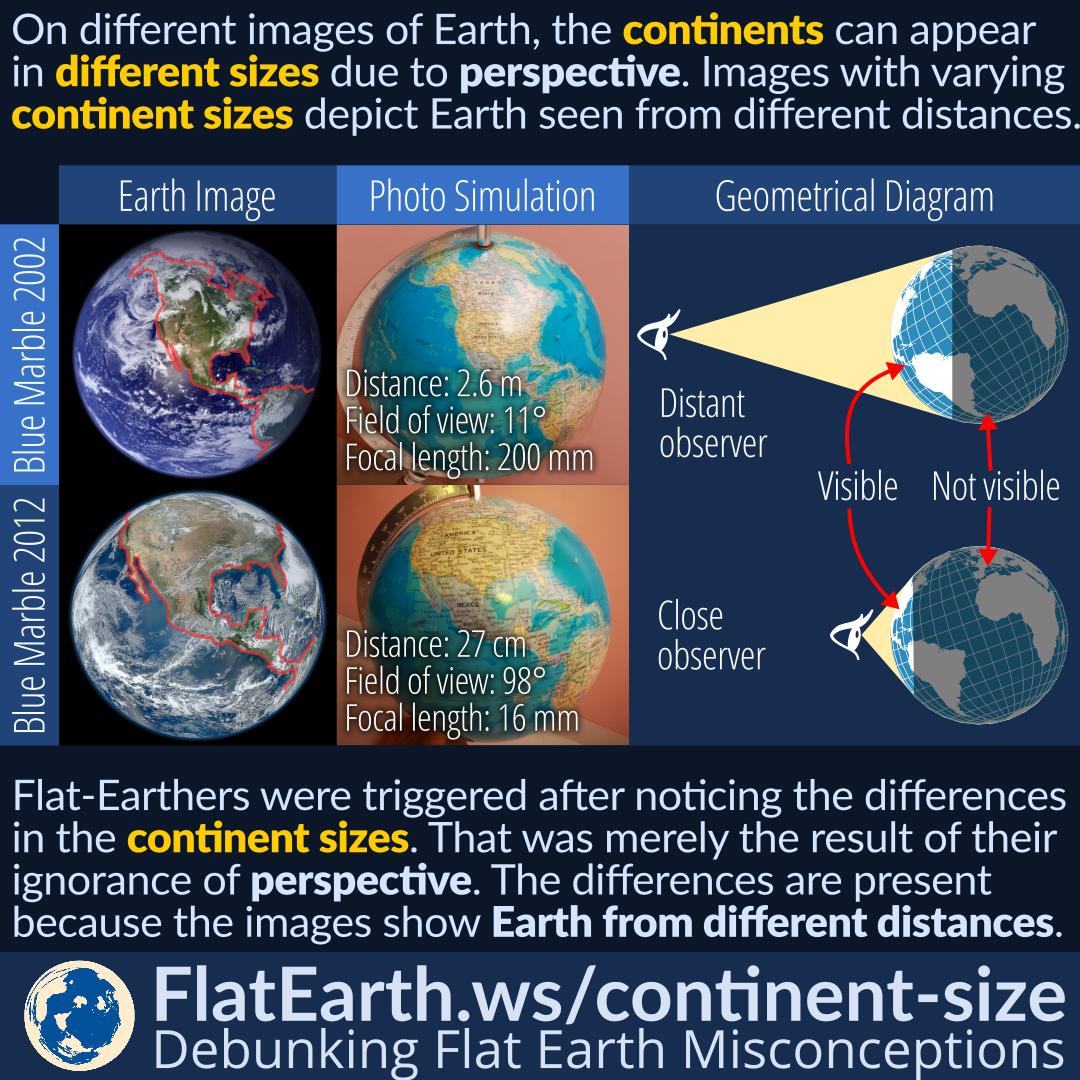 On different images of Earth, the continents can appear
in different sizes due to perspective. Images with varying
continent sizes depict Earth seen from different distances.
Earth Image
Photo Simulation
Geometrical Diagram
Blue Marble 2002
Distance: 2.6 m
Field of view: 11°
Focal length: 200 mm
Distant
observer
Visible
Not visible
Blue Marble 2012
AMERICA
UNITED STATES
MEXICO
Distance: 27 cm
Field of view: 98°
Focal length: 16 mm
Close
observer
Flat-Earthers were triggered after noticing the differences
in the continent sizes. That was merely the result of their
ignorance of perspective. The differences are present
because the images show Earth from different distances.
FlatEarth.ws/continent-size
Debunking Flat Earth Misconceptions